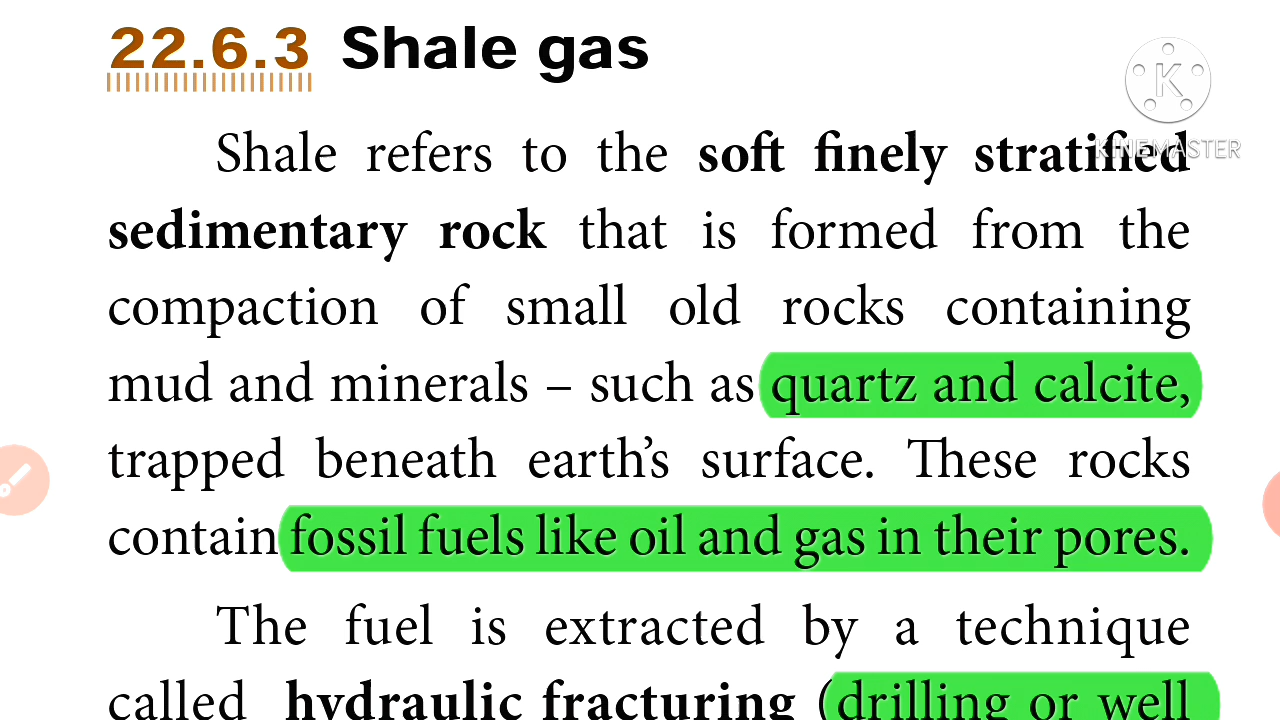 22.6.3 Shale gas
K
KINEMASTER
Shale refers to the soft finely stratified
sedimentary rock that is formed from the
compaction of small old rocks containing
mud and minerals – such as quartz and calcite,
trapped beneath earth’s surface. These rocks
contain fossil fuels like oil and gas in their pores.
The fuel is extracted by a technique
called hydraulic fracturing (drilling or well